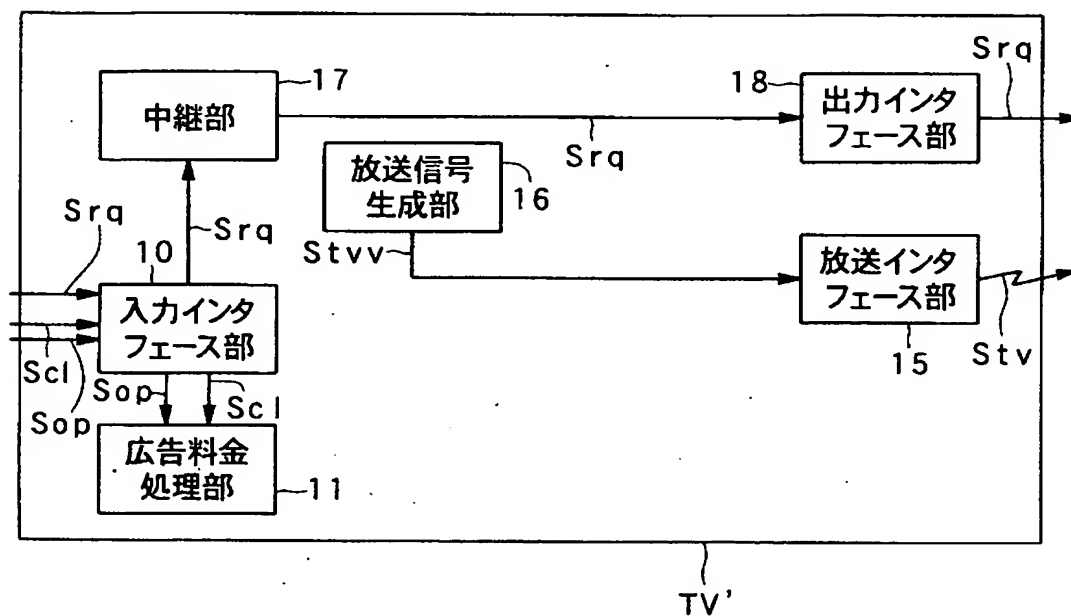 17
中継部
18
出力インタ
フェース部
Srq
Srq
放送信号
生成部
16
Srq
Srq
10
Stvv
放送インタ
フェース部
15
Stv
入力インタ
フェース部
Scl
Sop
Sop
Scl
広告料金
処理部
11
TV'